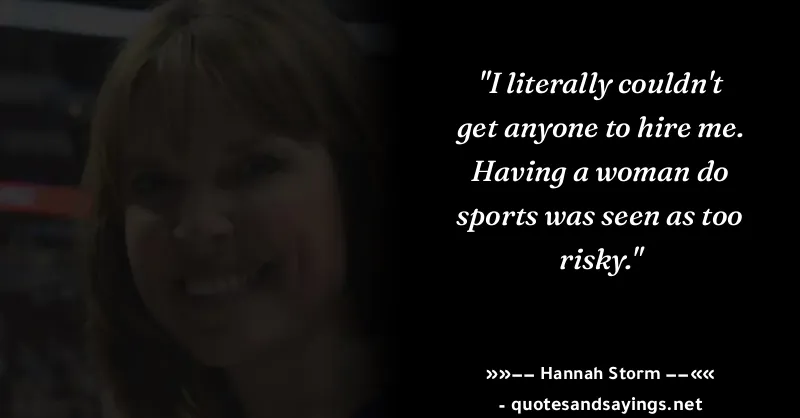 "I literally couldn't
get anyone to hire me.
Having a woman do
sports was seen as too
risky."
»»−− Hannah Storm −−««
- quotesandsayings.net